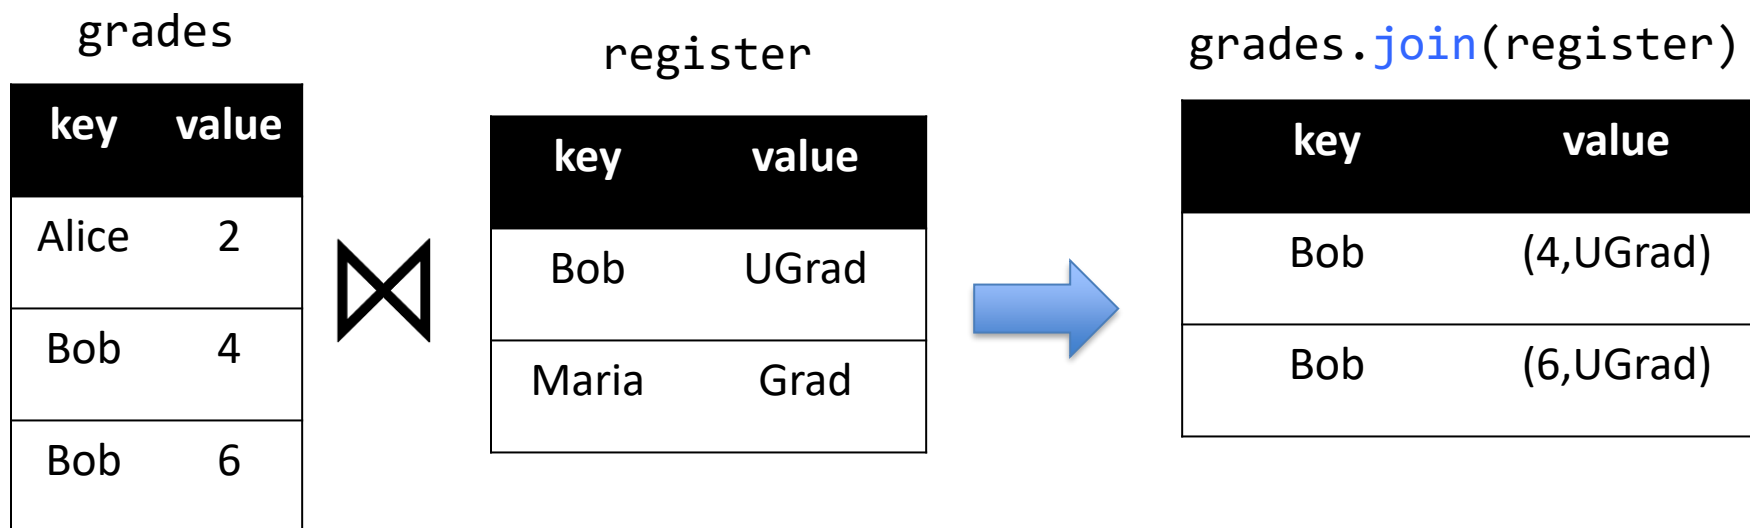 grades
key value
Alice 2
Bob 4
Bob 6
register
key value
Bob UGrad
Maria Grad
grades.join(register)
key value
Bob (4,UGrad)
Bob (6,UGrad)